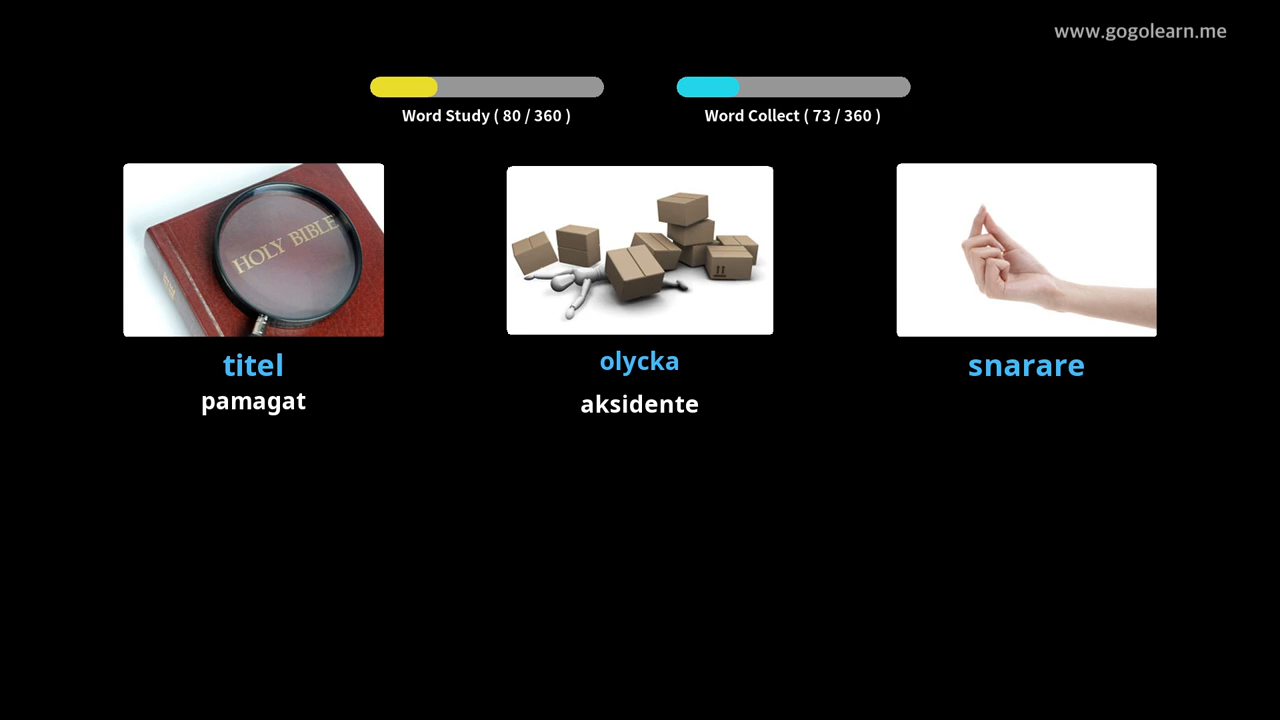 www.gogolearn.me
Word Study ( 80 / 360 )
Word Collect ( 73 / 360 )
HOLY BIBLE
titel
olycka
snarare
pamagat
aksidente